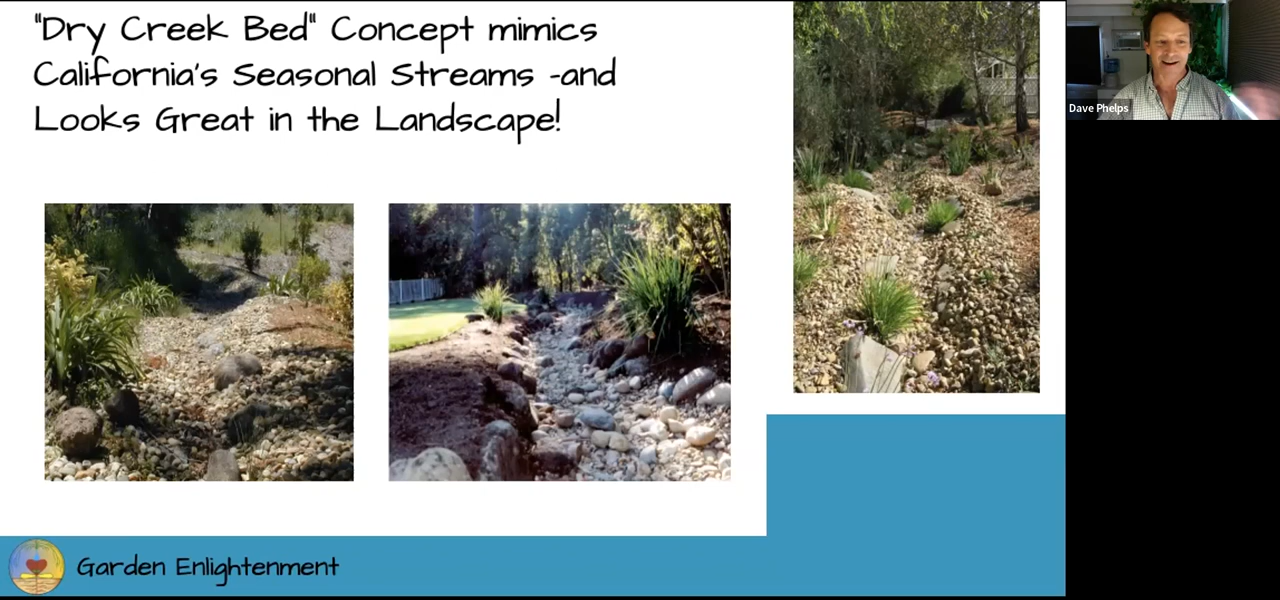 "Dry Creek Bed" Concept mimics
California's Seasonal Streams -and
Looks Great in the Landscape!
Dave Phelps
Garden Enlightenment